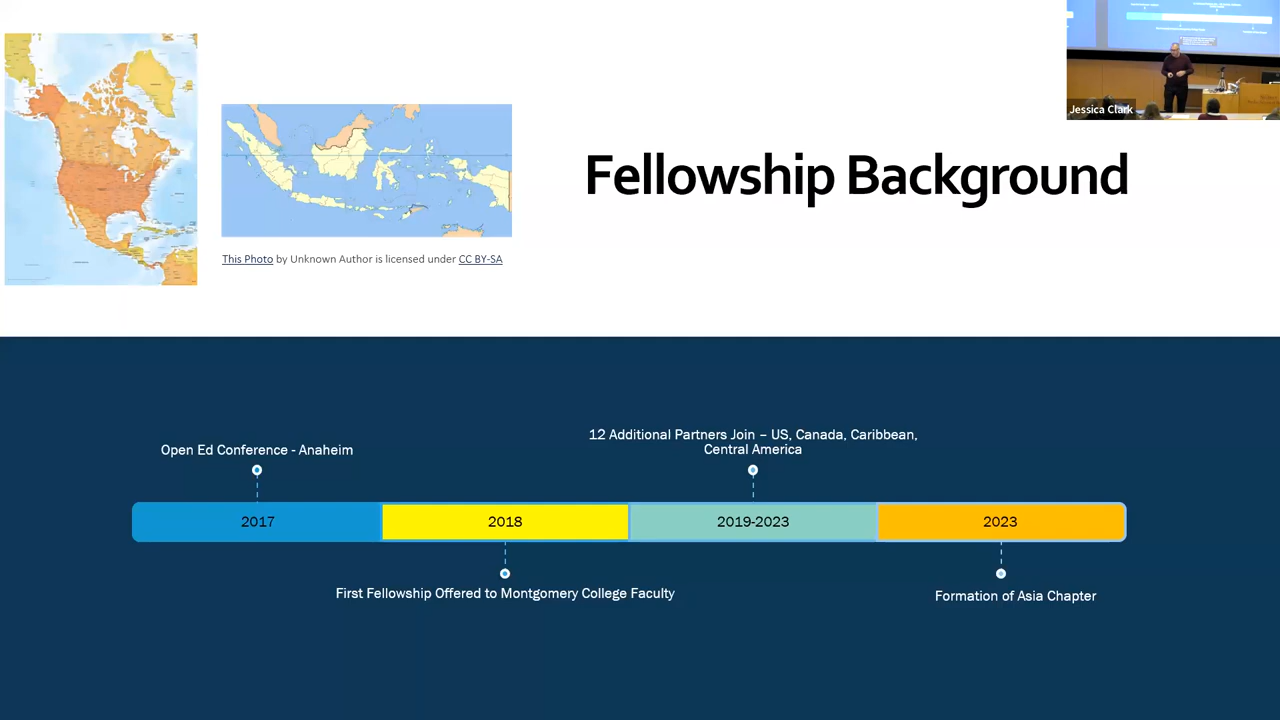 Jessica Clark
Fellowship Background
This Photo by Unknown Author is licensed under CC BY-SA
Open Ed Conference - Anaheim
12 Additional Partners Join – US, Canada, Caribbean,
Central America
2017
2018
2019-2023
2023
First Fellowship Offered to Montgomery College Faculty
Formation of Asia Chapter